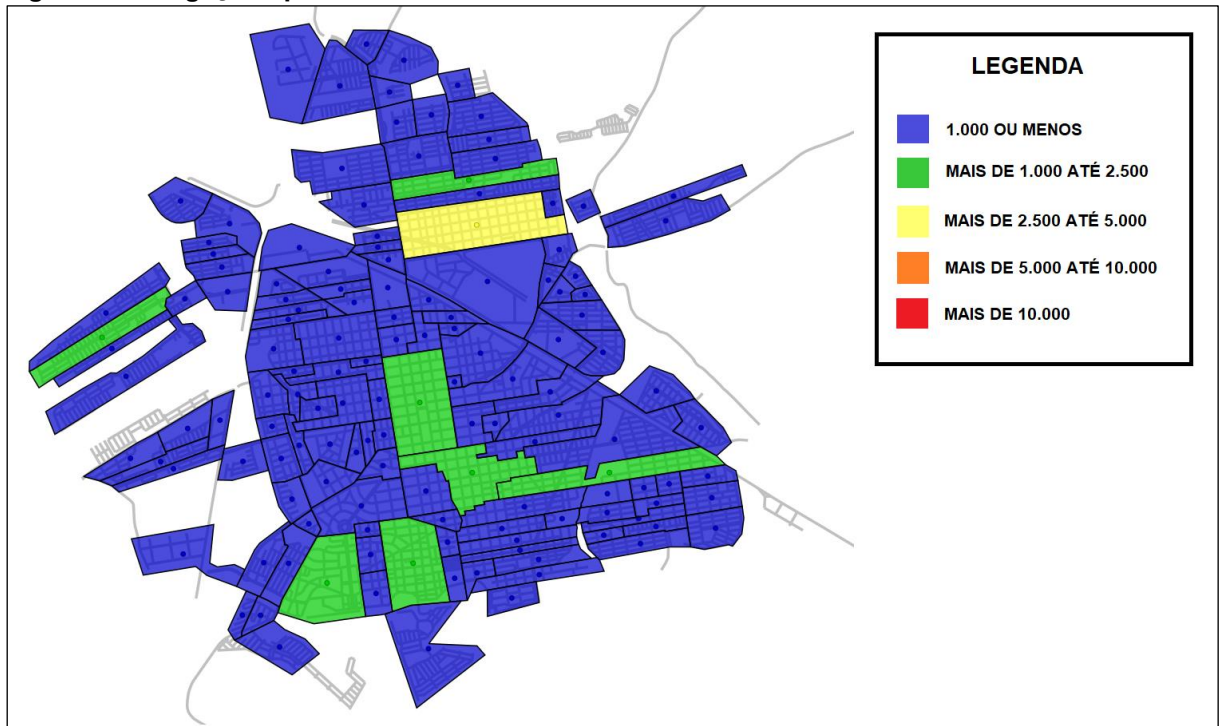 LEGENDA
1.000 OU MENOS
MAIS DE 1.000 ATÉ 2.500
MAIS DE 2.500 ATÉ 5.000
MAIS DE 5.000 ATÉ 10.000
MAIS DE 10.000